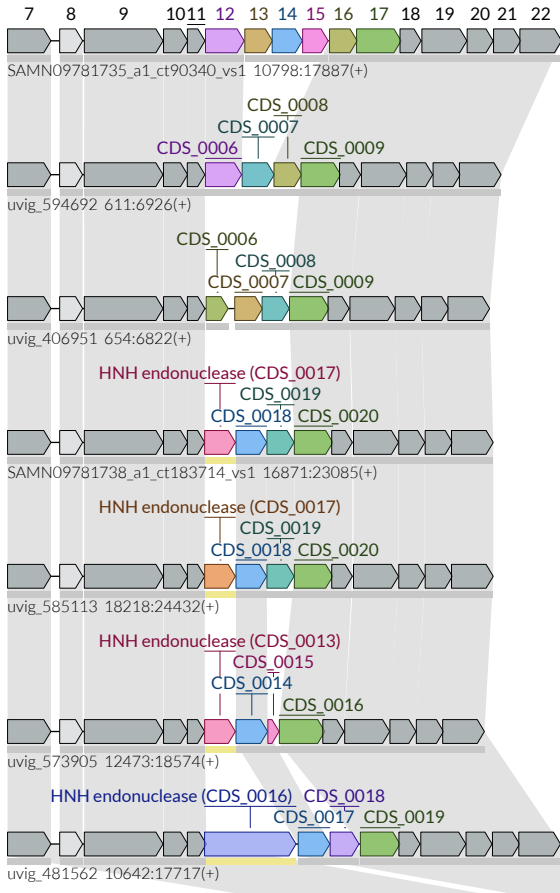 7 8 9 10 11 12 13 14 15 16 17 18 19 20 21 22
SAMN09781735_a1_ct90340_vs1 10798:17887(+)
CDS_0008
CDS_0007
CDS_0006 CDS_0009
uvig_594692 611:6926(+)
CDS_0006
CDS_0008
CDS_0007 CDS_0009
uvig_406951 654:6822(+)
HNH endonuclease (CDS_0017)
CDS_0019
CDS_0018 CDS_0020
SAMN09781738_a1_ct183714_vs1 16871:23085(+)
HNH endonuclease (CDS_0017)
CDS_0019
CDS_0018 CDS_0020
uvig_585113 18218:24432(+)
HNH endonuclease (CDS_0013)
CDS_0015
CDS_0014
CDS_0016
uvig_573905 12473:18574(+)
HNH endonuclease (CDS_0016) CDS_0018
CDS_0017 CDS_0019
uvig_481562 10642:17717(+)